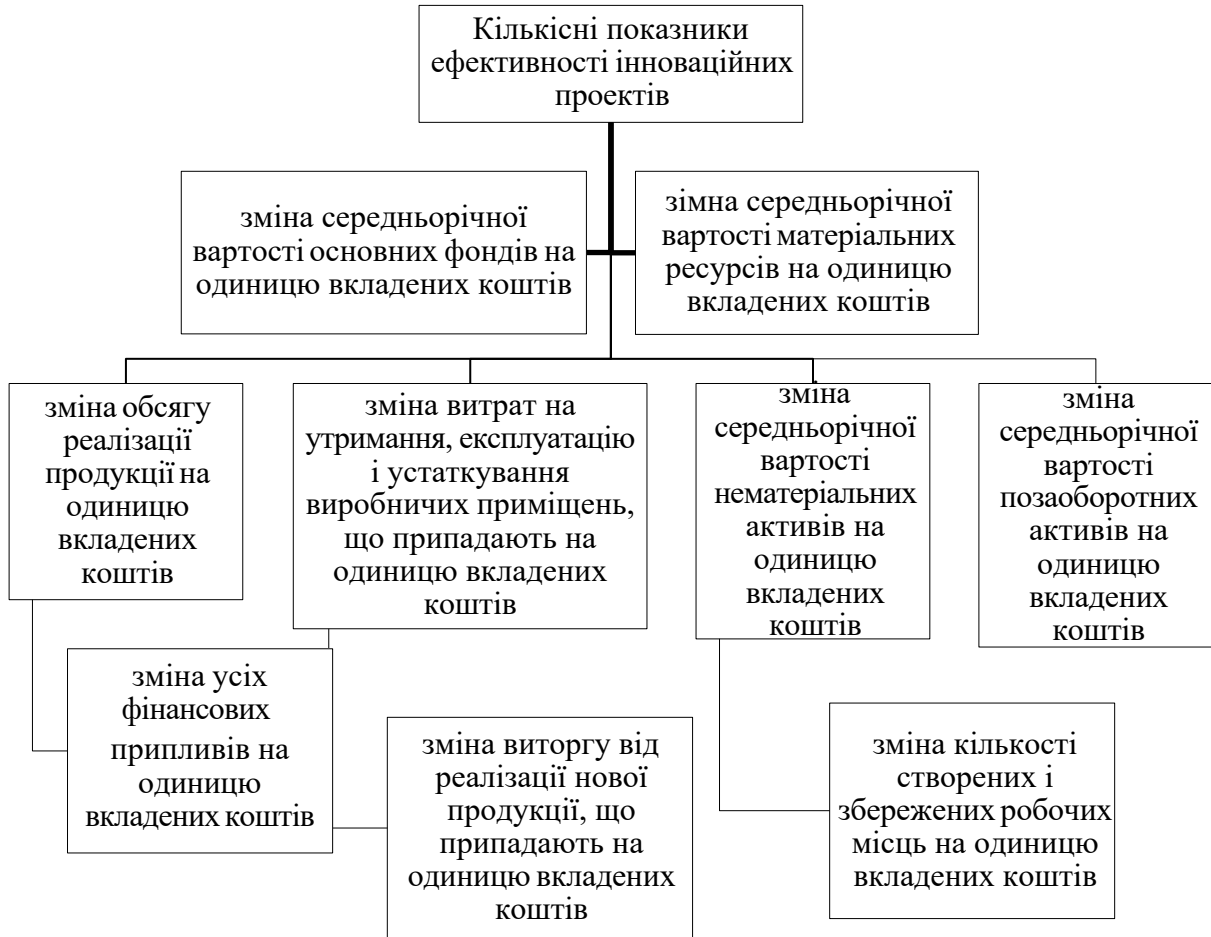 Кількісні показники
ефективності інноваційних
проектів
зміна середньорічної
вартості основних фондів на
одиницю вкладених коштів
зімна середньорічної
вартості матеріальних
ресурсів на одиницю
вкладених коштів
зміна обсягу
реалізації
продукції на
одиницю
вкладених
коштів
зміна витрат на
утримання, експлуатацію
і устаткування
виробничих приміщень,
що припадають на
одиницю вкладених
коштів
зміна
середньорічної
вартості
нематеріальних
активів на
одиницю
вкладених
коштів
зміна
середньорічної
вартості
позаоборотних
активів на
одиницю
вкладених
коштів
зміна усіх
фінансових
припливів на
одиницю
вкладених коштів
зміна виторгу від
реалізації нової
продукції, що
припадають на
одиницю вкладених
коштів
зміна кількості
створених і
збережених робочих
місць на одиницю
вкладених коштів